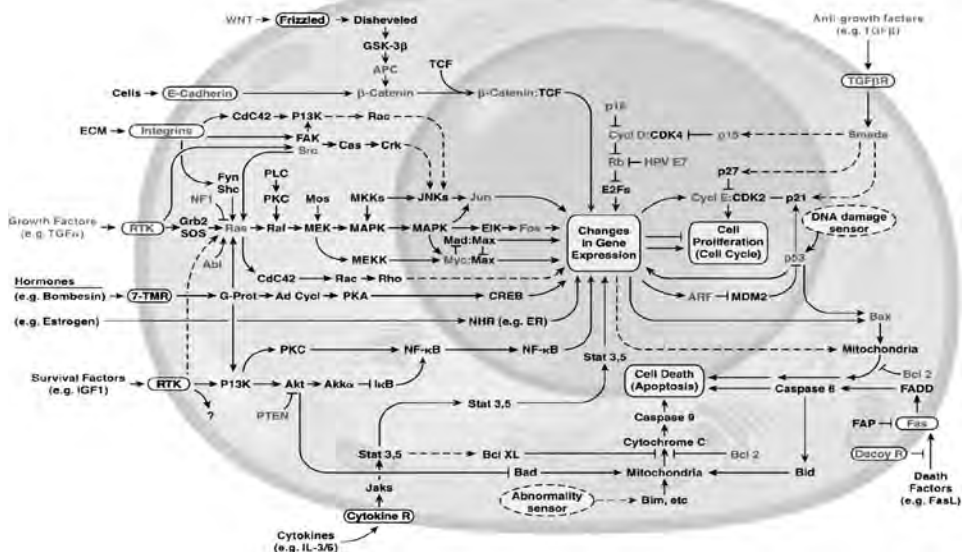 WNT Frizzled Disheveled
Anti-growth factors
(e.g. TGFβ)
GSK-3β
APC TCF
TGFβR
Cells E-Cadherin β-Catenin β-Catenin:TCF
CdC42 P13K Rac
ECM Integrins FAK
Cycl D:CDK4 p15 Smads
Src Cas Crk
Rb HPV E7
Fyn PLC p27
Shc E2Fs
NF1 PKC Mos MKKs JNKs Jun
Cycl E:CDK2 p21
Growth Factors RTK Grb2 Ras Raf MEK MAPK MAPK ElK Fos
(e.g. TGFα) SOS
Changes
in Gene
Expression
Cell
Proliferation
(Cell Cycle)
DNA damage
sensor
Mad:Max
Abl MEKK Myc:Max
p53
CdC42 Rac Rho
Hormones
(e.g. Bombesin) 7-TMR G-Prot Ad Cycl PKA CREB
ARF MDM2
(e.g. Estrogen) NHR (e.g. ER)
Bax
PKC NF-κB NF-κB
Stat 3,5
Mitochondria
Survival Factors RTK P13K Akt Akkα IκB
(e.g. IGF1)
Cell Death
(Apoptosis)
Bcl 2
?
PTEN
Caspase 8 FADD
Stat 3,5
Caspase 9
FAP Fas
Cytochrome C
Stat 3,5 Bcl XL Bcl 2
Decoy R
Bad Mitochondria Bid
Death
Factors
(e.g. FasL)
Jaks
Abnormality
sensor
Bim, etc
Cytokine R
Cytokines
(e.g. IL-3/6)